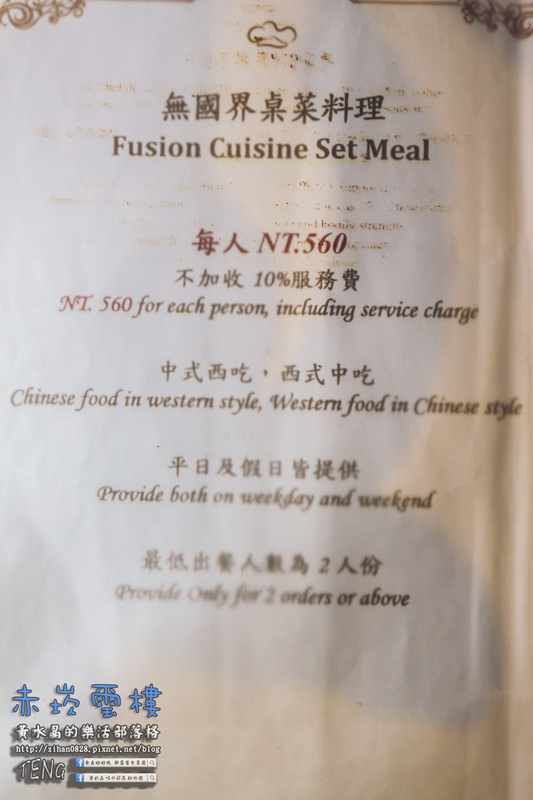 無國界桌菜料理
Fusion Cuisine Set Meal
每人 NT.560
不加收 10%服務費
NT. 560 for each person, including service charge
中式西吃，西式中吃
Chinese food in western style, Western food in Chinese style
平日及假日皆提供
Provide both on weekday and weekend
最低出餐人數為 2 人份
Provide Only for 2 orders or above
赤崁璽樓
黃水晶的樂活部落格
http://zihan0828.pixnet.net/blog
TENG